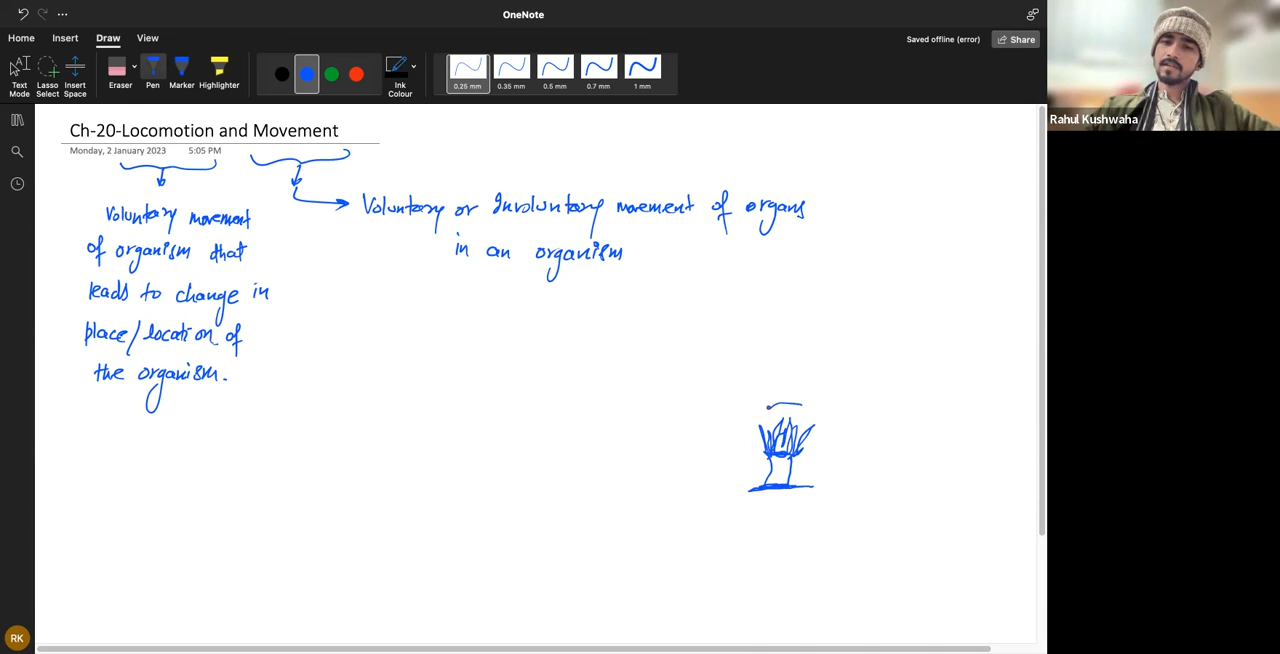 OneNote
Home Insert Draw View
Saved offline (error)
Share
Text Mode
Lasso Select
Insert Space
Eraser
Pen
Marker
Highlighter
Ink Colour
0.25 mm 0.35 mm 0.5 mm 0.7 mm 1 mm
Rahul Kushwaha
Ch-20-Locomotion and Movement
Monday, 2 January 2023 5:05 PM
Voluntary movement
of organism that
leads to change in
place/location of
the organism.
Voluntary or Involuntary movement of organs
in an organism
RK